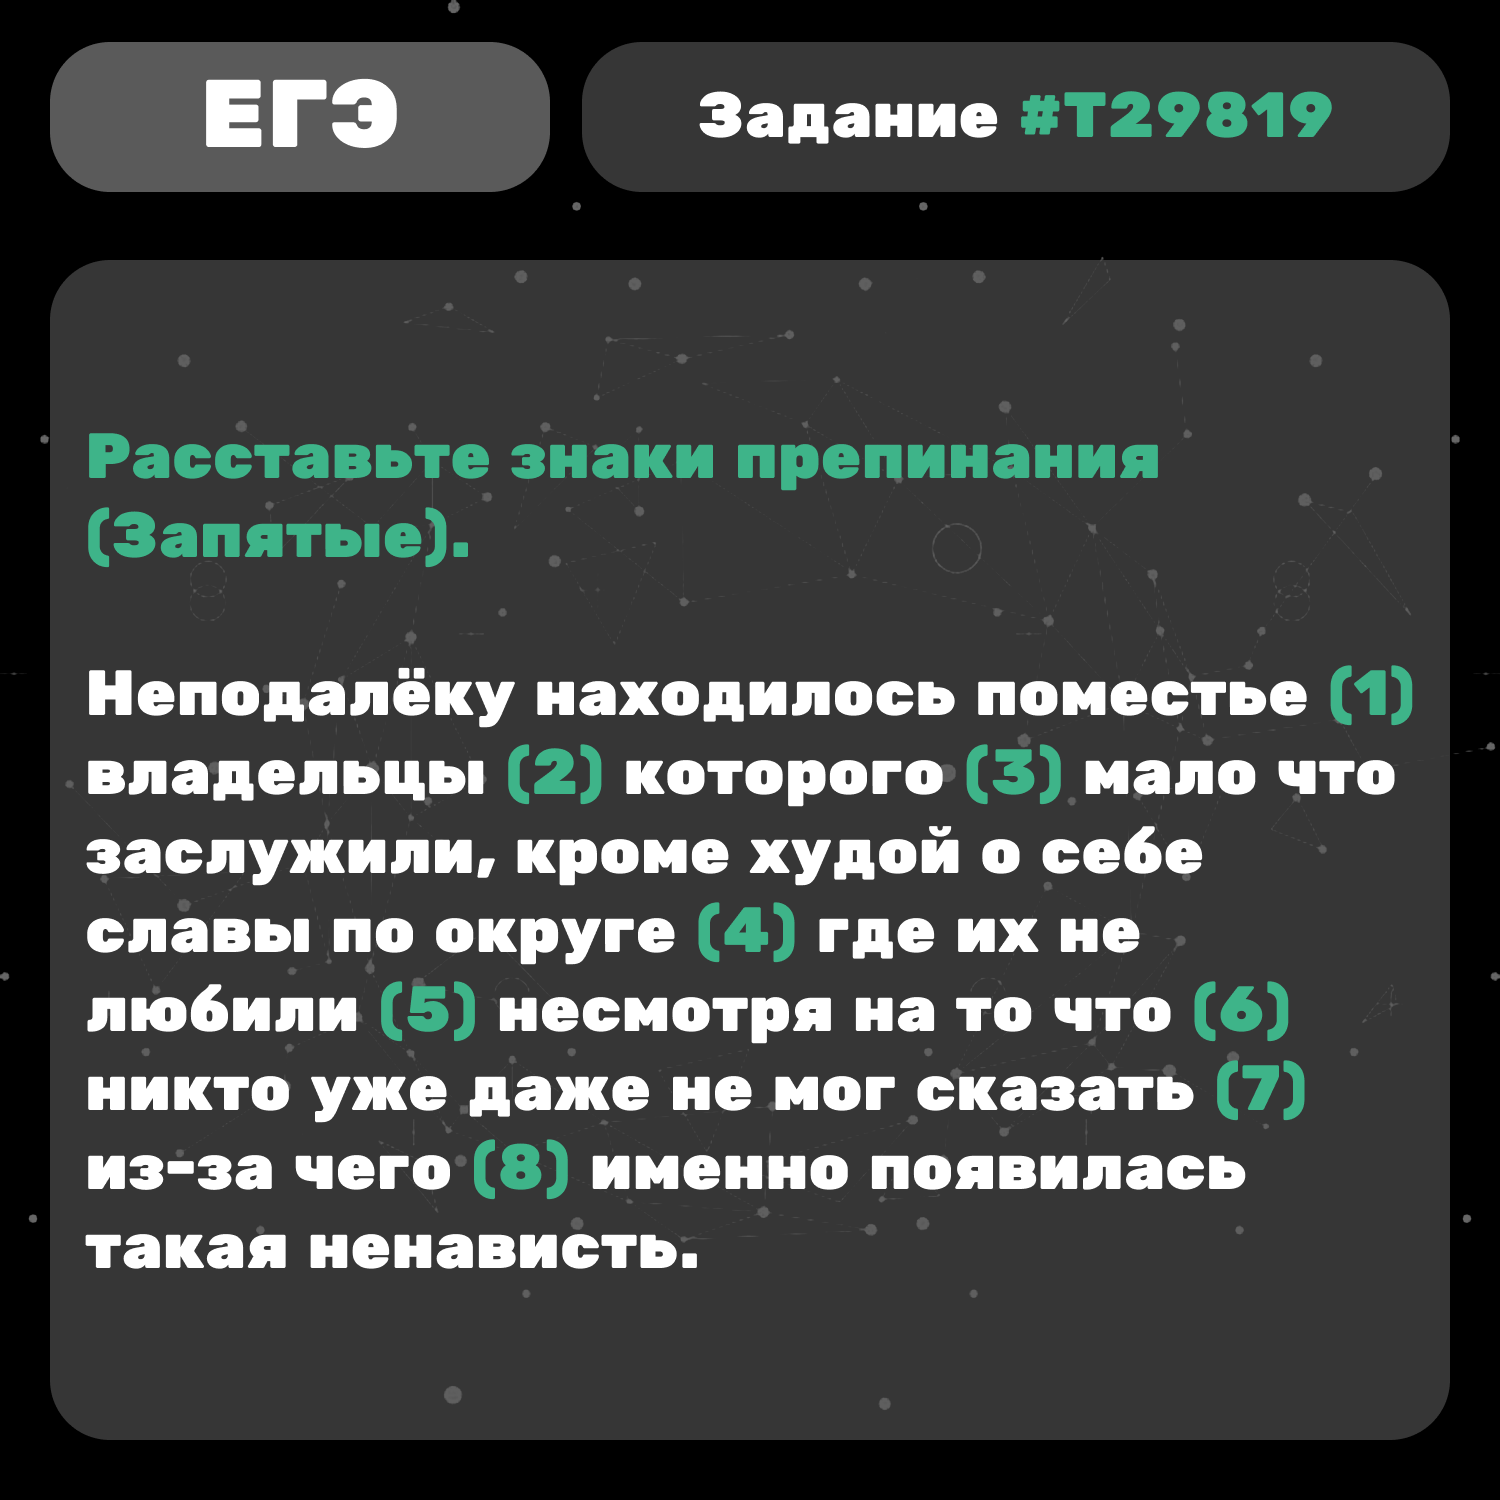 ЕГЭ
Задание #T29819
Расставьте знаки препинания
(Запятые).
Неподалёку находилось поместье (1)
владельцы (2) которого (3) мало что
заслужили, кроме худой о себе
славы по округе (4) где их не
любили (5) несмотря на то что (6)
никто уже даже не мог сказать (7)
из-за чего (8) именно появилась
такая ненависть.